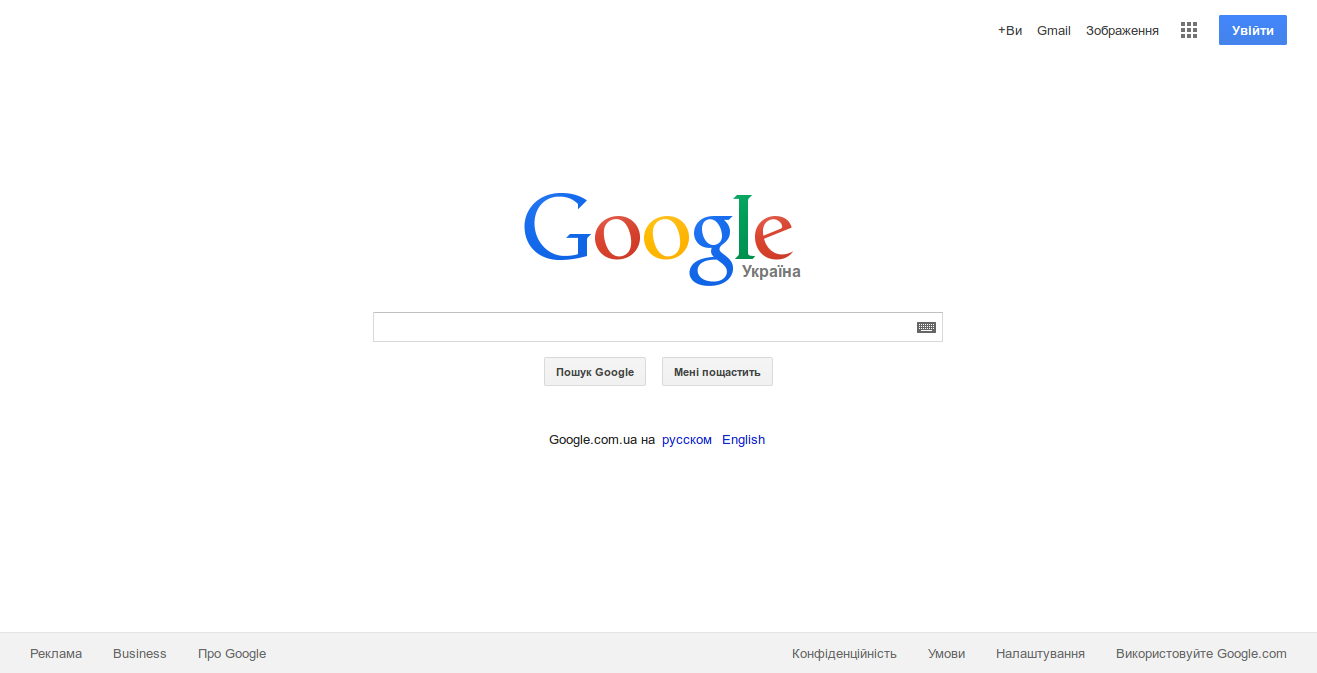 +Ви Gmail Зображення Увійти
Google
Україна
Пошук Google Мені пощастить
Google.com.ua на русском English
Реклама Business Про Google Конфіденційність Умови Налаштування Використовуйте Google.com